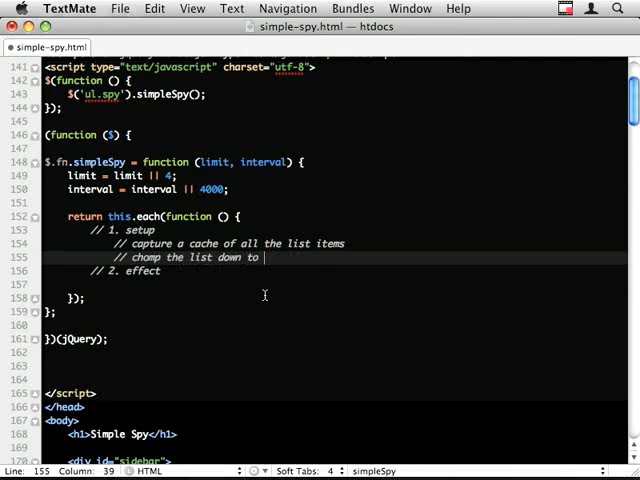 TextMate File Edit View Text Navigation Bundles Window Help
simple-spy.html — htdocs
simple-spy.html
141 <script type="text/javascript" charset="utf-8">
142 $(function () {
143 $('ul.spy').simpleSpy();
144 });
145
146 (function ($) {
147
148 $.fn.simpleSpy = function (limit, interval) {
149 limit = limit || 4;
150 interval = interval || 4000;
151
152 return this.each(function () {
153 // 1. setup
154 // capture a cache of all the list items
155 // chomp the list down to
156 // 2. effect
157
158 });
159 };
160
161 })(jQuery);
162
163
164
165 </script>
166 </head>
167 <body>
168 <h1>Simple Spy</h1>
169
170 <div id="sidebar">
Line: 155 Column: 39 HTML Soft Tabs: 4 simpleSpy